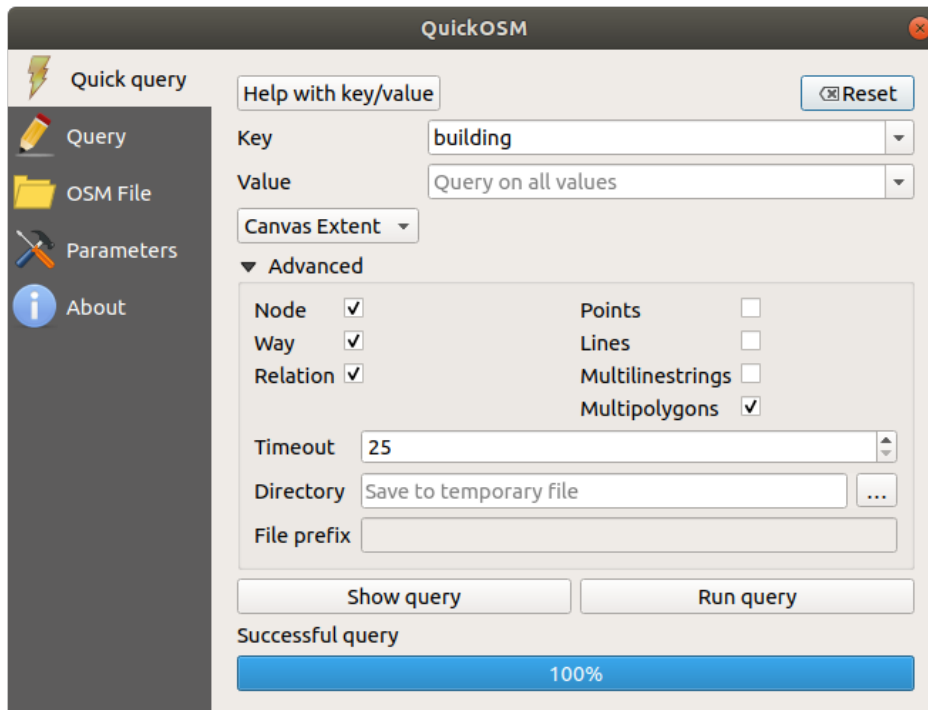 QuickOSM
Quick query
Query
OSM File
Parameters
About
Help with key/value
Reset
Key building
Value Query on all values
Canvas Extent
Advanced
Node Points
Way Lines
Relation Multilinestrings
Multipolygons
Timeout 25
Directory Save to temporary file ...
File prefix
Show query Run query
Successful query
100%